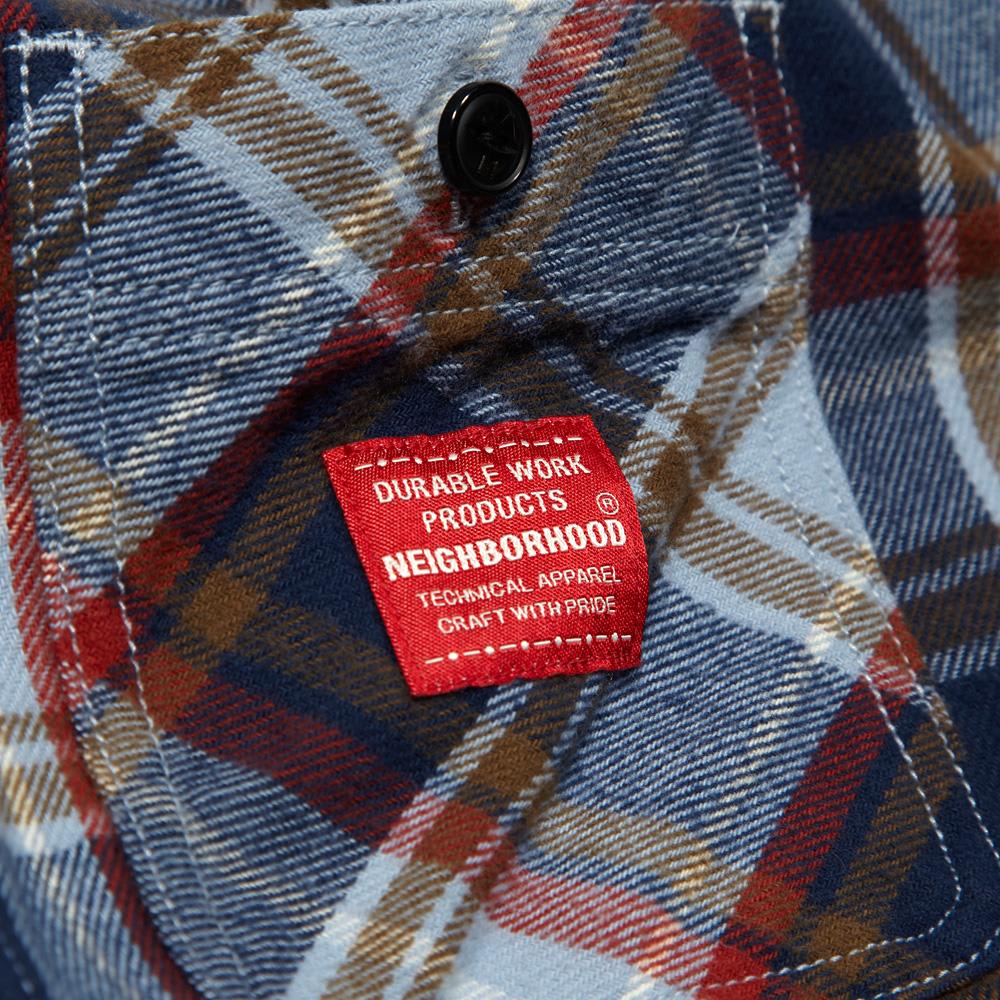 DURABLE WORK
PRODUCTS ®
NEIGHBORHOOD
TECHNICAL APPAREL
CRAFT WITH PRIDE